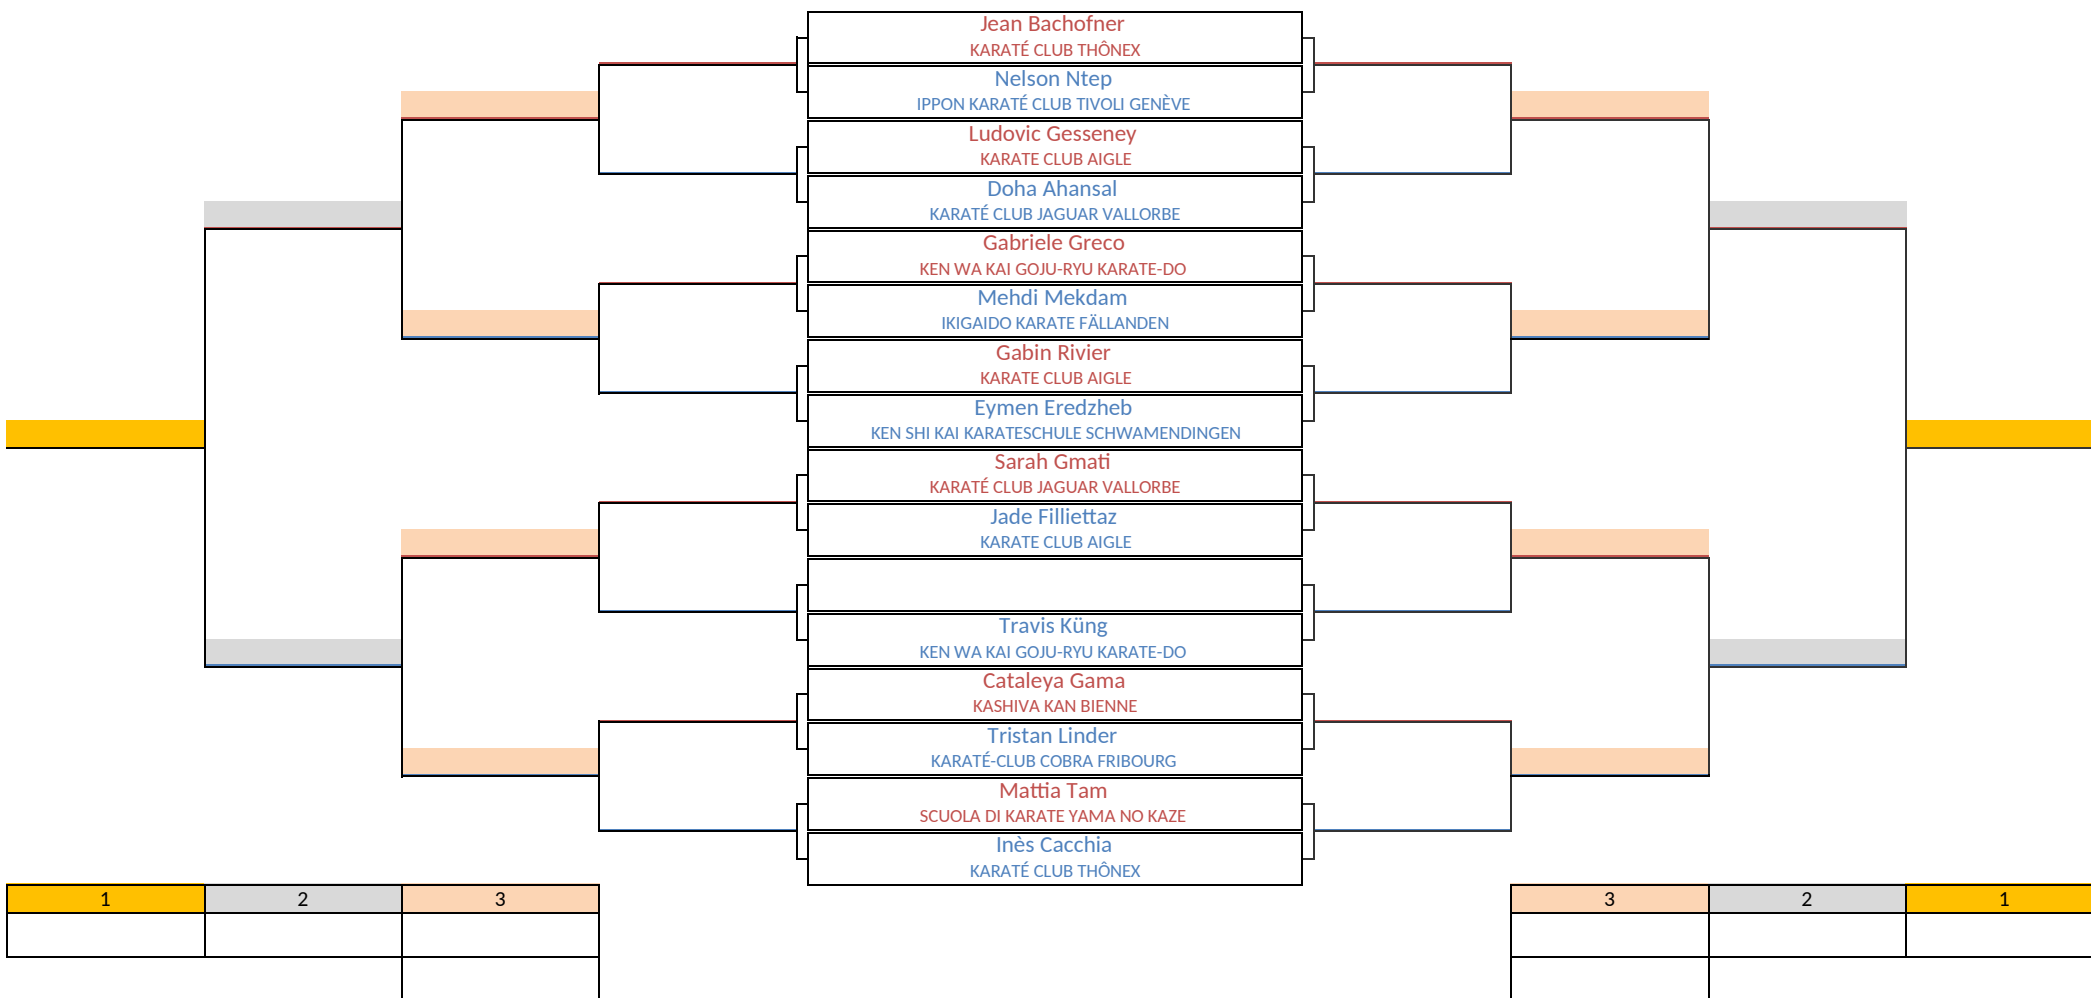 Jean Bachofner
KARATÉ CLUB THÔNEX
Nelson Ntep
IPPON KARATÉ CLUB TIVOLI GENÈVE
Ludovic Gesseney
KARATE CLUB AIGLE
Doha Ahansal
KARATÉ CLUB JAGUAR VALLORBE
Gabriele Greco
KEN WA KAI GOJU-RYU KARATE-DO
Mehdi Mekdam
IKIGAIDO KARATE FÄLLANDEN
Gabin Rivier
KARATE CLUB AIGLE
Eymen Eredzheb
KEN SHI KAI KARATESCHULE SCHWAMENDINGEN
Sarah Gmati
KARATÉ CLUB JAGUAR VALLORBE
Jade Filliettaz
KARATE CLUB AIGLE
Travis Küng
KEN WA KAI GOJU-RYU KARATE-DO
Cataleya Gama
KASHIVA KAN BIENNE
Tristan Linder
KARATÉ-CLUB COBRA FRIBOURG
Mattia Tam
SCUOLA DI KARATE YAMA NO KAZE
Inès Cacchia
KARATÉ CLUB THÔNEX
1 2 3 3 2 1